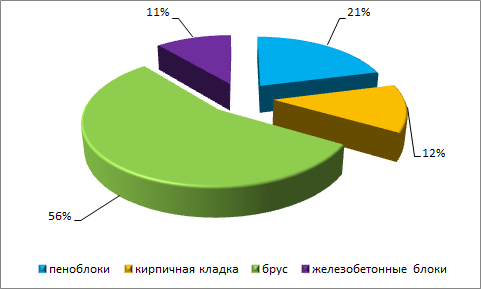 11%
21%
12%
56%
пеноблоки кирпичная кладка брус железобетонные блоки